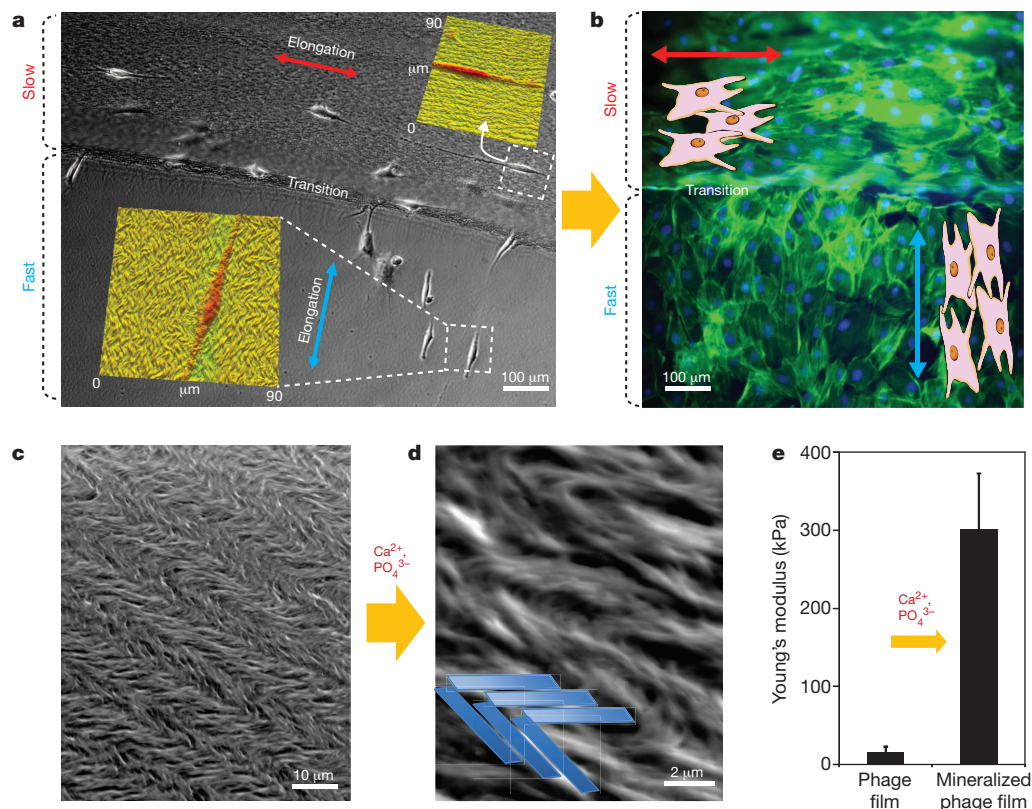 a
Slow
Fast
Elongation
90
μm
0
Transition
Elongation
0
μm
90
100 μm
b
Slow
Fast
Transition
100 μm
c
10 μm
Ca2+,
PO43–
d
2 μm
e
Young's modulus (kPa)
400
300
200
100
0
Ca2+,
PO43–
Phage
film
Mineralized
phage film